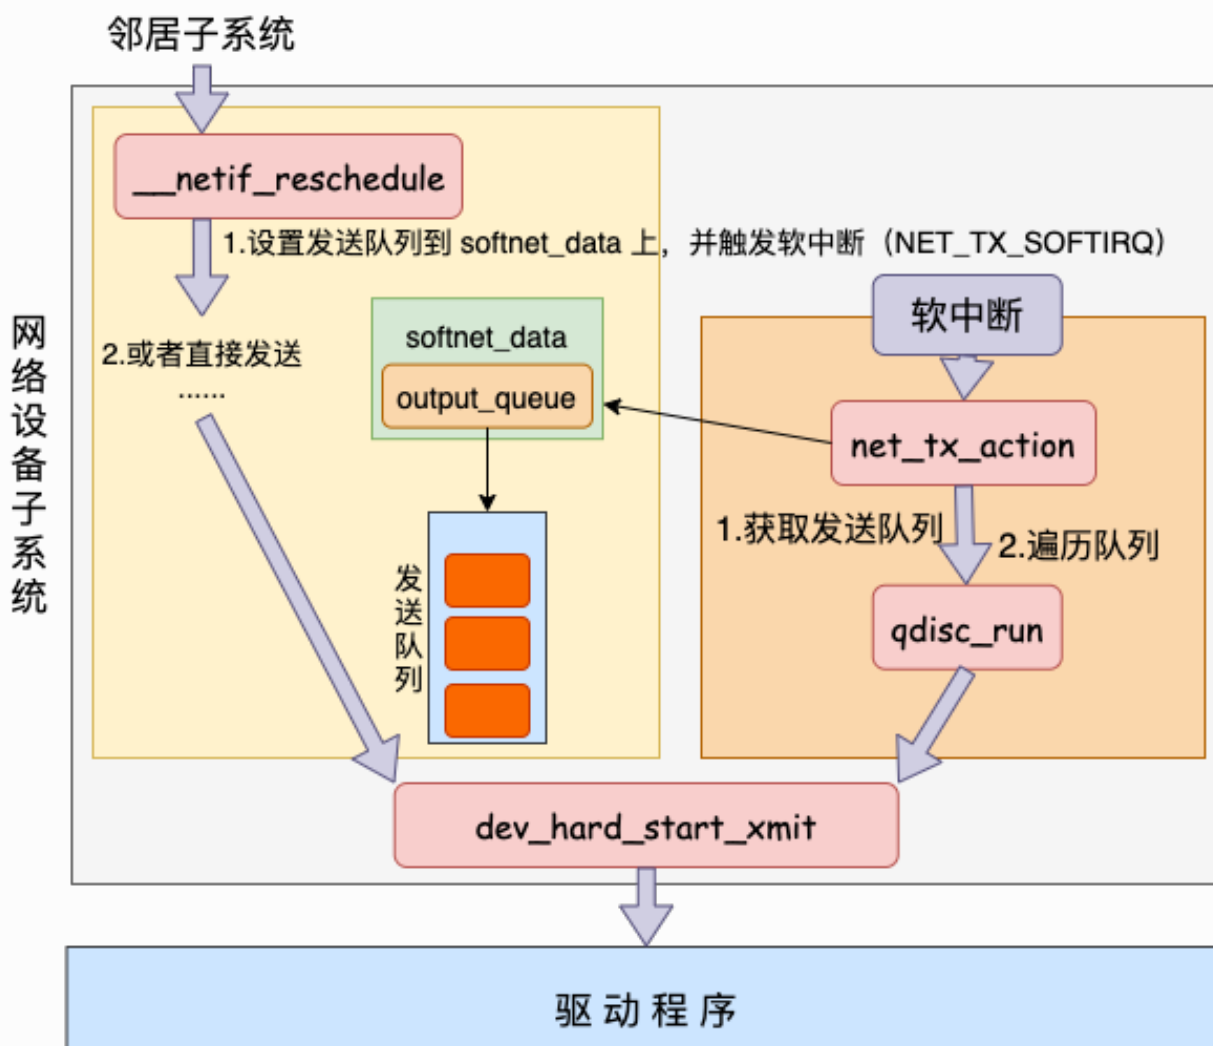 邻居子系统
__netif_reschedule
1.设置发送队列到 softnet_data 上，并触发软中断（NET_TX_SOFTIRQ）
2.或者直接发送
......
softnet_data
output_queue
发送队列
软中断
net_tx_action
1.获取发送队列
2.遍历队列
qdisc_run
网络设备子系统
dev_hard_start_xmit
驱动程序